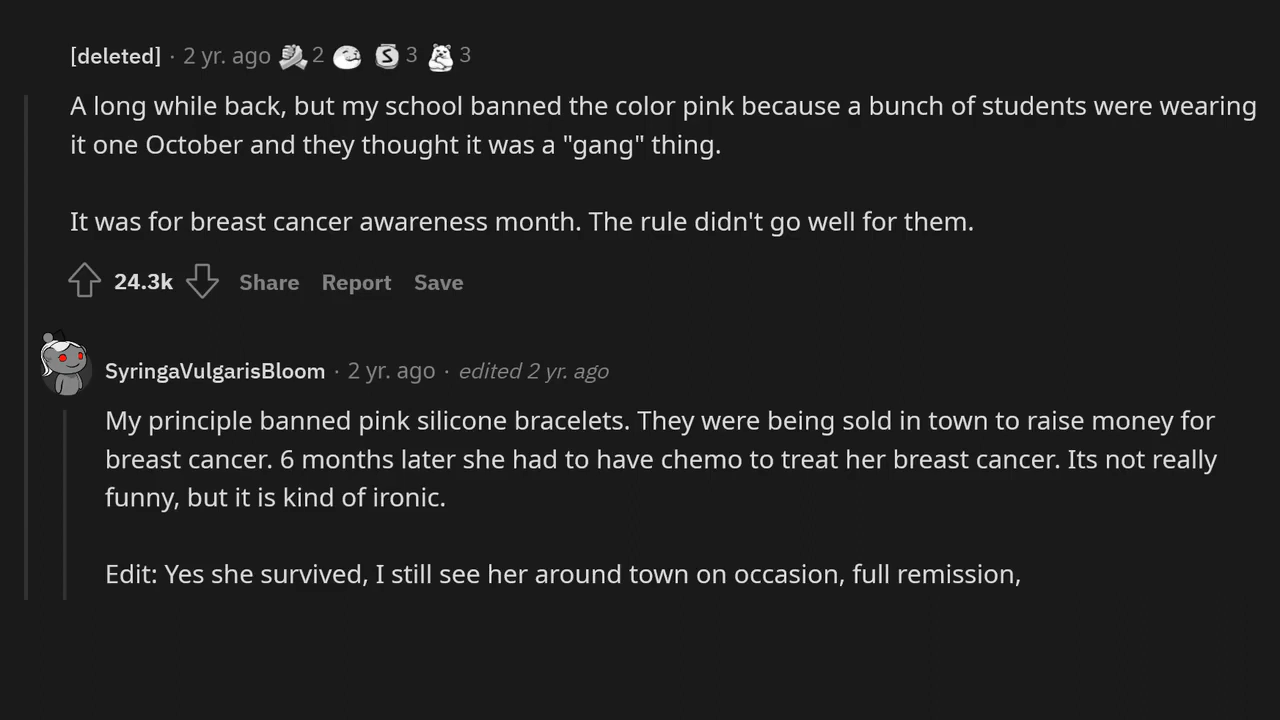 [deleted] · 2 yr. ago 2 S 3 3
A long while back, but my school banned the color pink because a bunch of students were wearing
it one October and they thought it was a "gang" thing.
It was for breast cancer awareness month. The rule didn't go well for them.
24.3k Share Report Save
SyringaVulgarisBloom · 2 yr. ago · edited 2 yr. ago
My principle banned pink silicone bracelets. They were being sold in town to raise money for
breast cancer. 6 months later she had to have chemo to treat her breast cancer. Its not really
funny, but it is kind of ironic.
Edit: Yes she survived, I still see her around town on occasion, full remission,